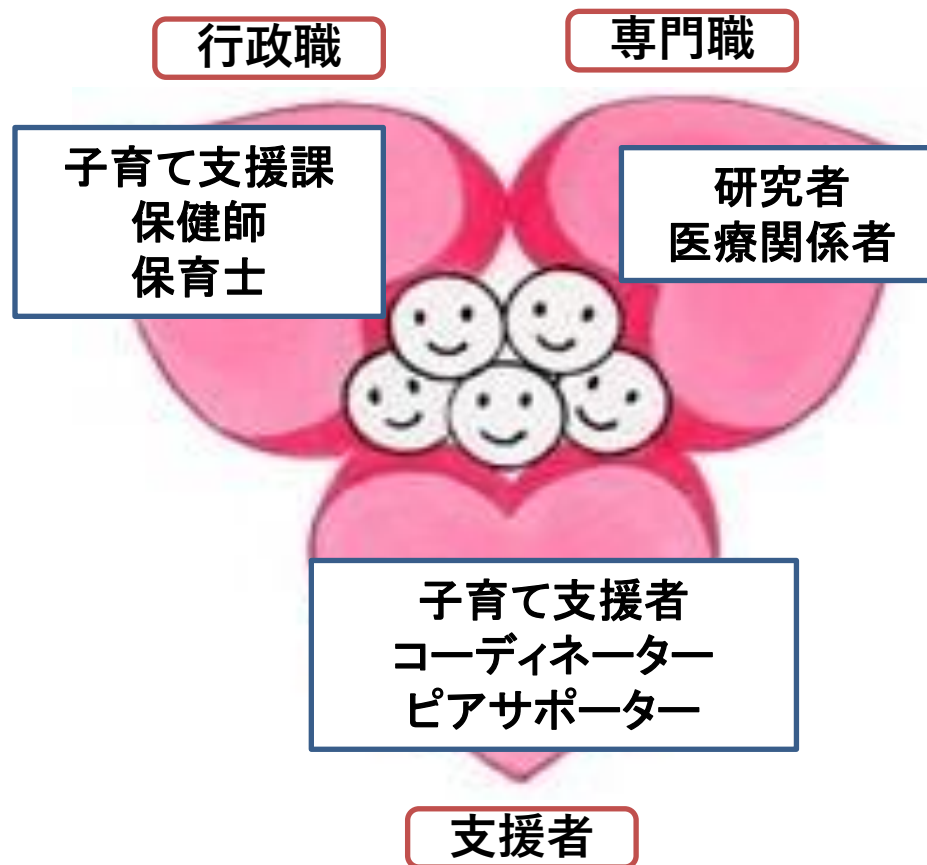 行政職
専門職
子育て支援課
保健師
保育士
研究者
医療関係者
子育て支援者
コーディネーター
ピアサポーター
支援者